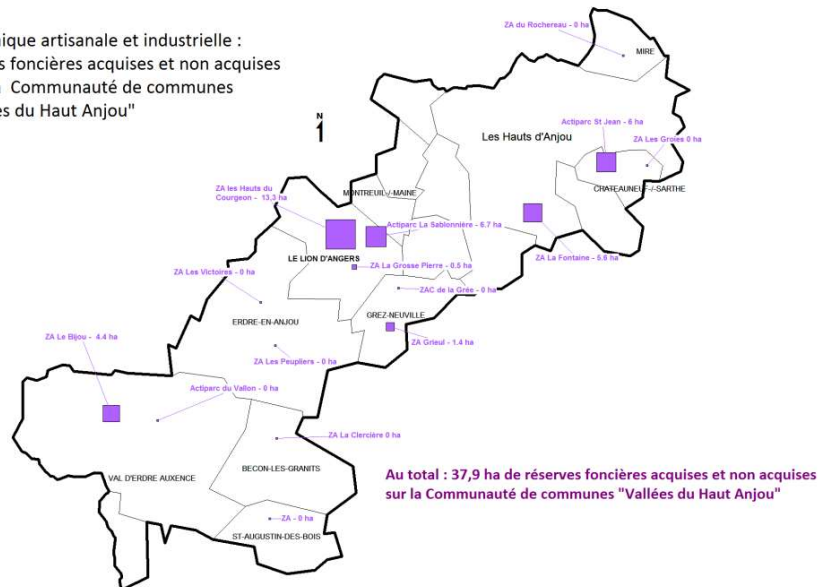 ique artisanale et industrielle :
s foncières acquises et non acquises
Communauté de communes
es du Haut Anjou"
N
1
ZA du Rochereau - 0 ha
MIRE
Les Hauts d'Anjou
Actiparc St Jean - 6 ha
ZA Les Groies 0 ha
CHATEAUNEUF-/-SARTHE
MONTREUIL-/-MAINE
ZA les Hauts du
Courgeon - 13,3 ha
Actiparc La Sablonnière - 6.7 ha
LE LION D'ANGERS
ZA La Grosse Pierre - 0.5 ha
ZA La Fontaine - 5.6 ha
ZA Les Victoires - 0 ha
ZAC de la Grée - 0 ha
GREZ-NEUVILLE
ERDRE-EN-ANJOU
ZA Grieul - 1.4 ha
ZA Le Bijou - 4.4 ha
ZA Les Peupliers - 0 ha
Actiparc du Vallon - 0 ha
ZA La Clercière 0 ha
BECON-LES-GRANITS
VAL D'ERDRE AUXENCE
Au total : 37,9 ha de réserves foncières acquises et non acquises
sur la Communauté de communes "Vallées du Haut Anjou"
ZA - 0 ha
ST-AUGUSTIN-DES-BOIS